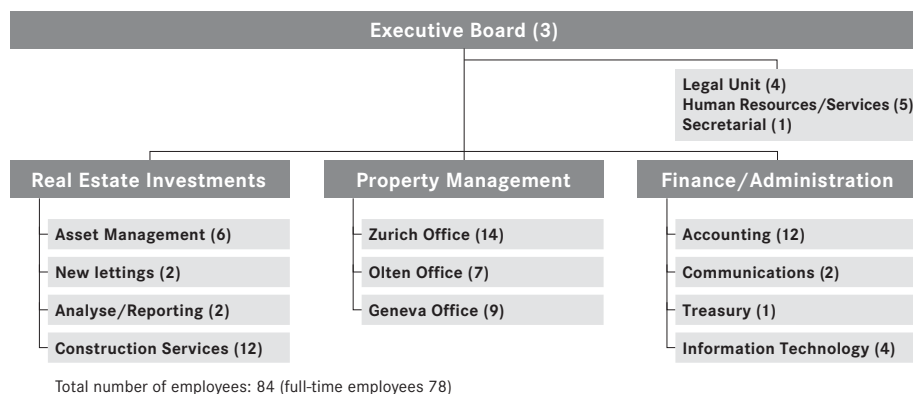 Executive Board (3)
Legal Unit (4)
Human Resources/Services (5)
Secretarial (1)
Real Estate Investments
Asset Management (6)
New lettings (2)
Analyse/Reporting (2)
Construction Services (12)
Property Management
Zurich Office (14)
Olten Office (7)
Geneva Office (9)
Finance/Administration
Accounting (12)
Communications (2)
Treasury (1)
Information Technology (4)
Total number of employees: 84 (full-time employees 78)